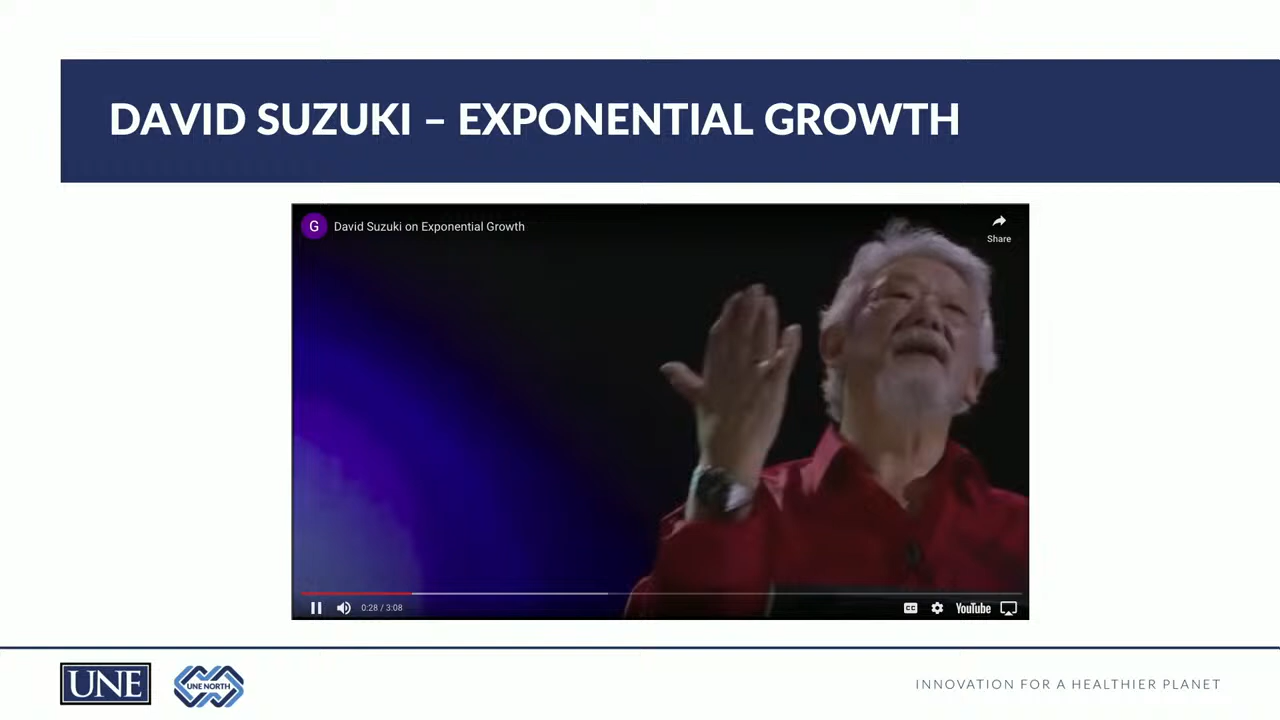 DAVID SUZUKI – EXPONENTIAL GROWTH
G
David Suzuki on Exponential Growth
Share
0:28 / 3:08
CC
YouTube
UNE
UNE NORTH
INNOVATION FOR A HEALTHIER PLANET